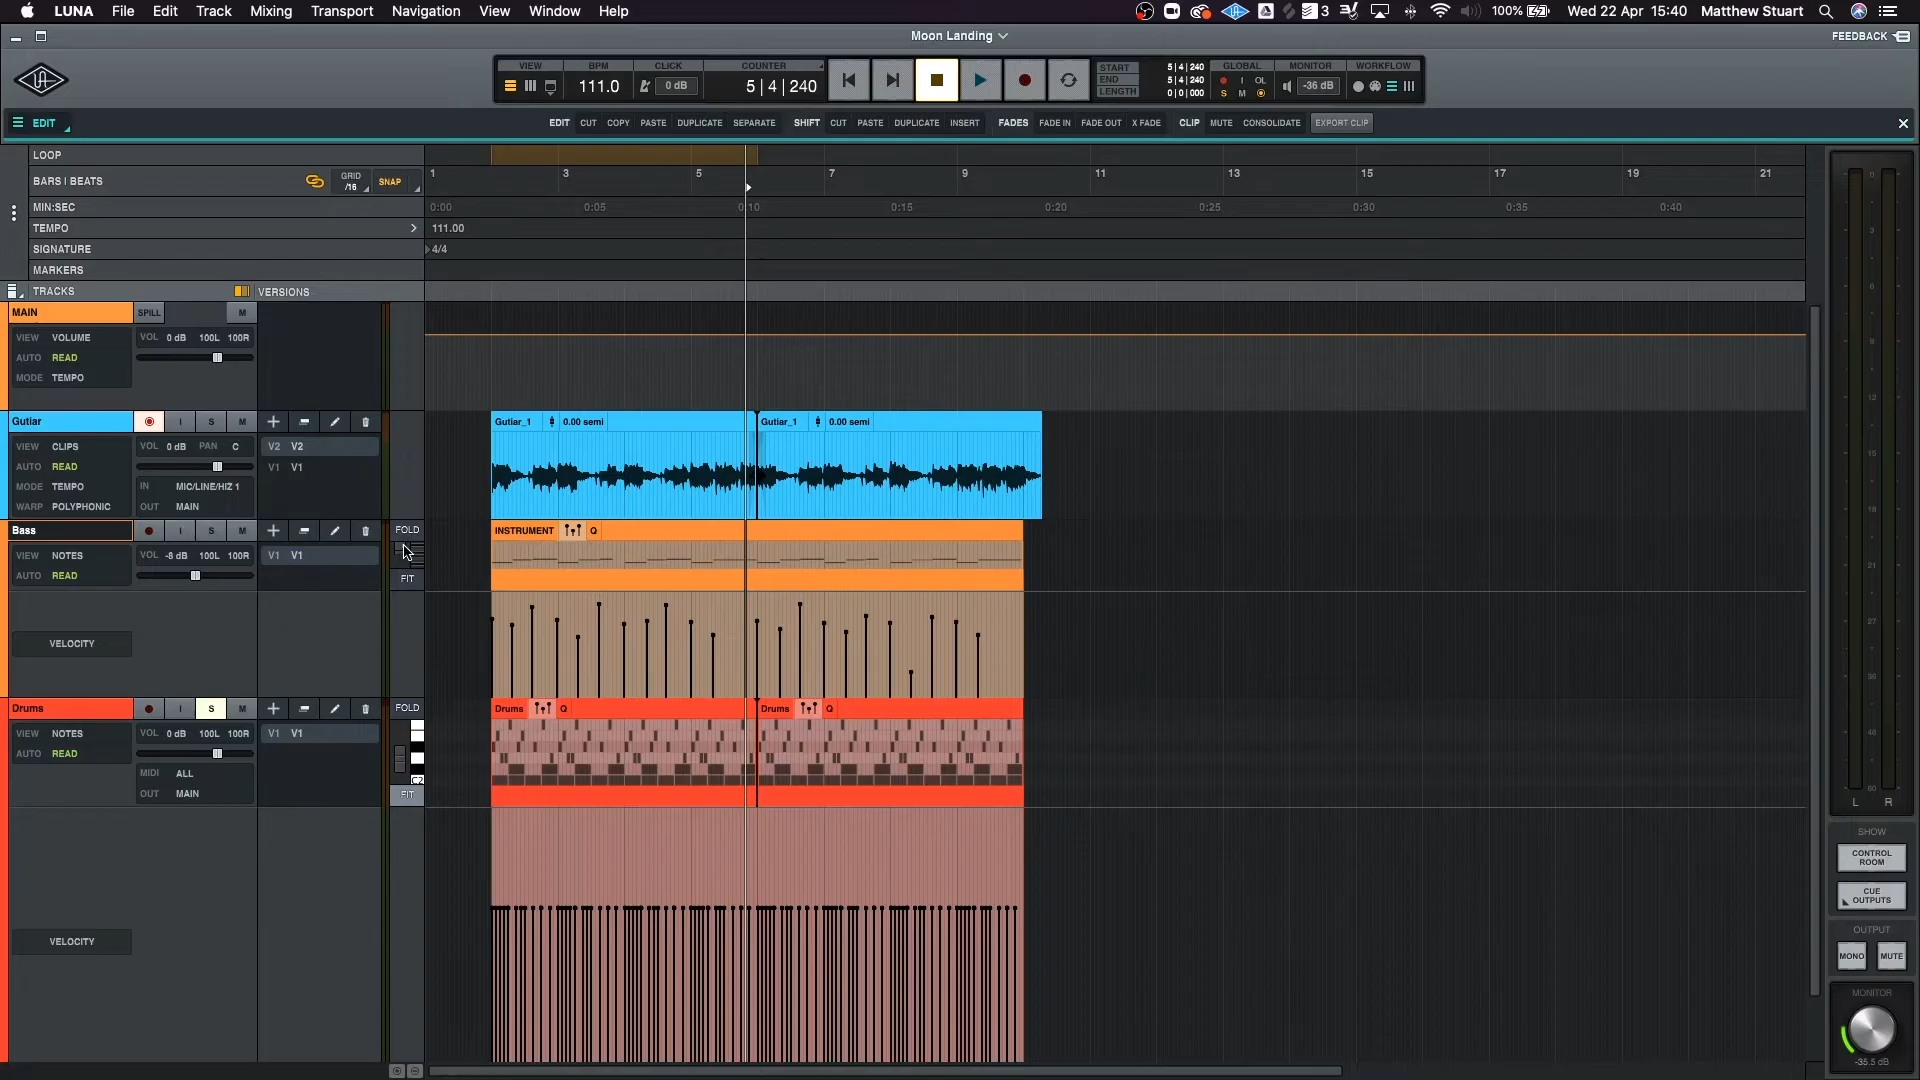 LUNA File Edit Track Mixing Transport Navigation View Window Help 3 100% Wed 22 Apr 15:40 Matthew Stuart
Moon Landing FEEDBACK
VIEW BPM CLICK COUNTER START 5|4|240 GLOBAL MONITOR WORKFLOW
111.0 0 dB 5|4|240 END 5|4|240 I OL -36 dB
LENGTH 0|0|000 S M
EDIT EDIT CUT COPY PASTE DUPLICATE SEPARATE SHIFT CUT PASTE DUPLICATE INSERT FADES FADE IN FADE OUT X FADE CLIP MUTE CONSOLIDATE EXPORT CLIP
LOOP
BARS | BEATS GRID /16 SNAP 1 3 5 7 9 11 13 15 17 19 21
MIN:SEC 0:00 0:05 0:10 0:15 0:20 0:25 0:30 0:35 0:40
TEMPO 111.00
SIGNATURE 4/4
MARKERS
TRACKS VERSIONS
MAIN SPILL M
VIEW VOLUME VOL 0 dB 100L 100R
AUTO READ
MODE TEMPO
Gutiar I S M Gutiar_1 0.00 semi Gutiar_1 0.00 semi
VIEW CLIPS VOL 0 dB PAN C V2 V2
AUTO READ V1 V1
MODE TEMPO IN MIC/LINE/HIZ 1
WARP POLYPHONIC OUT MAIN
Bass I S M FOLD INSTRUMENT Q
VIEW NOTES VOL -8 dB 100L 100R V1 V1
AUTO READ FIT
VELOCITY
Drums I S M FOLD Drums Q Drums Q
VIEW NOTES VOL 0 dB 100L 100R V1 V1
AUTO READ
MIDI ALL C2
OUT MAIN FIT
VELOCITY
L R
SHOW
CONTROL
ROOM
CUE
OUTPUTS
OUTPUT
MONO MUTE
MONITOR
-35.5 dB